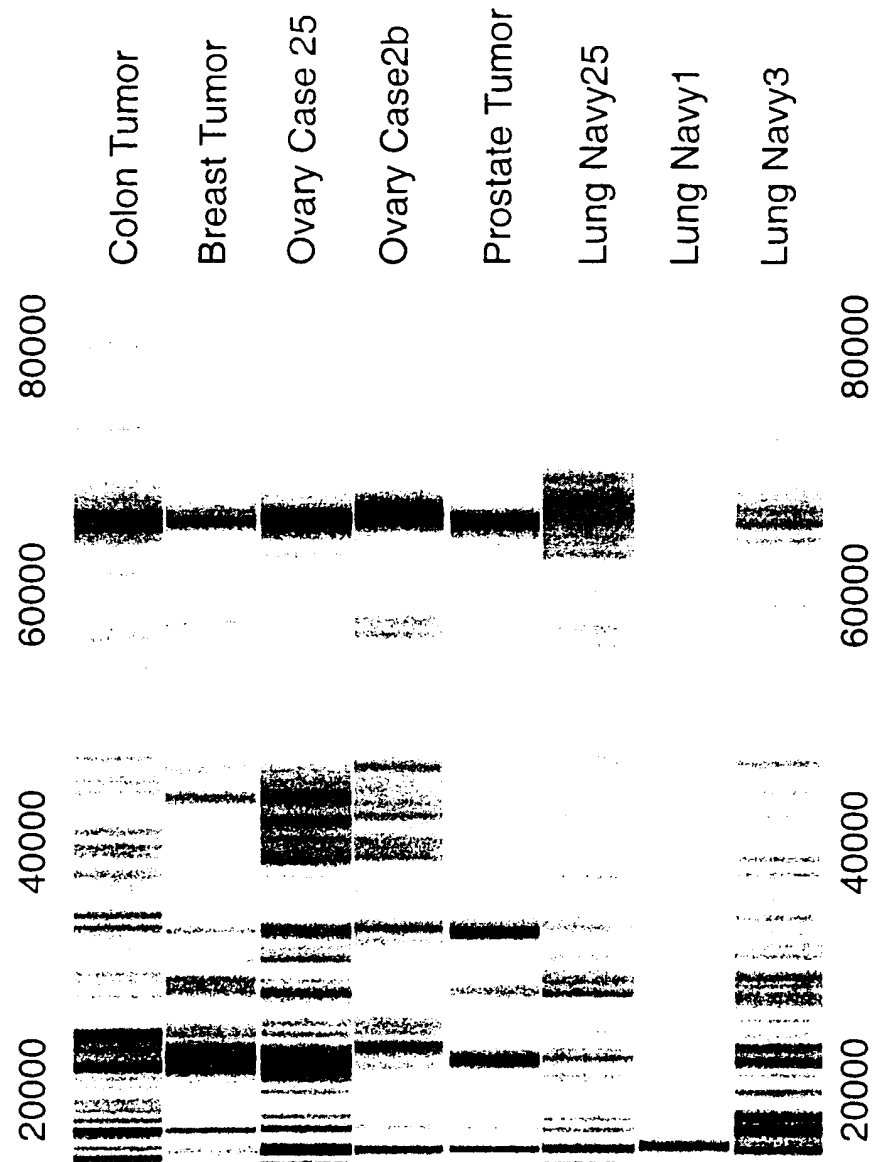 Colon Tumor
Breast Tumor
Ovary Case 25
Ovary Case2b
Prostate Tumor
Lung Navy25
Lung Navy1
Lung Navy3
80000
60000
40000
20000
80000
60000
40000
20000